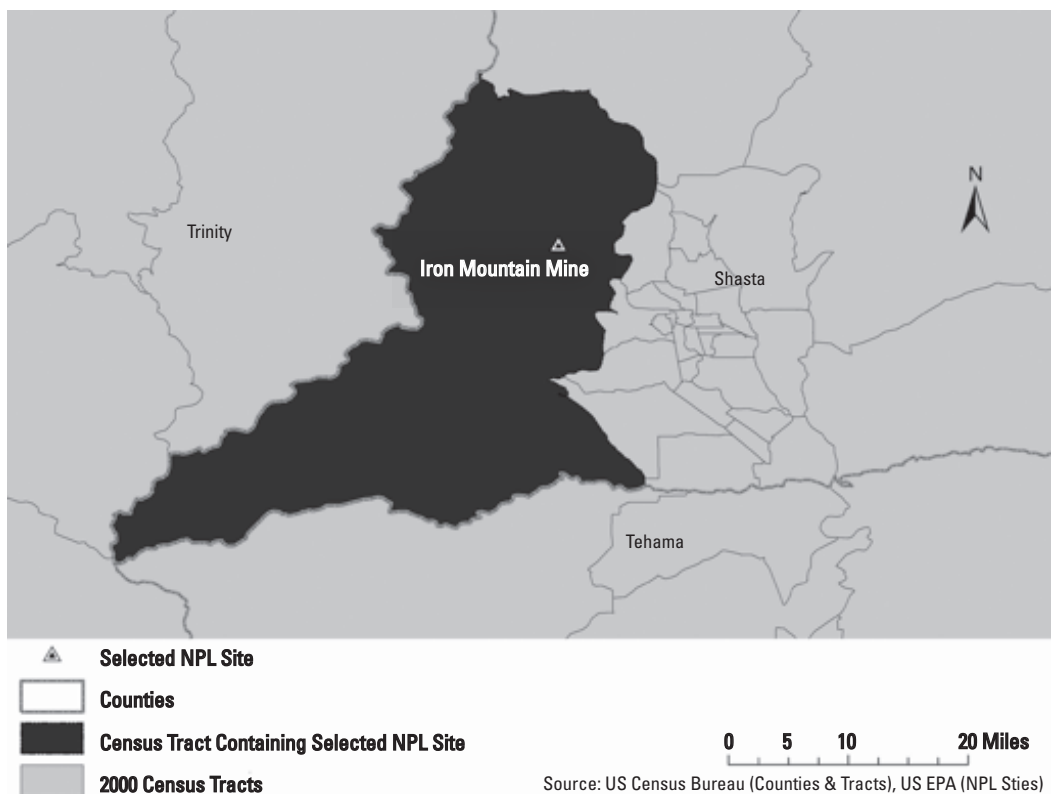 N
Trinity
Iron Mountain Mine
Shasta
Tehama
Selected NPL Site
Counties
Census Tract Containing Selected NPL Site
2000 Census Tracts
0 5 10 20 Miles
Source: US Census Bureau (Counties & Tracts), US EPA (NPL Sties)